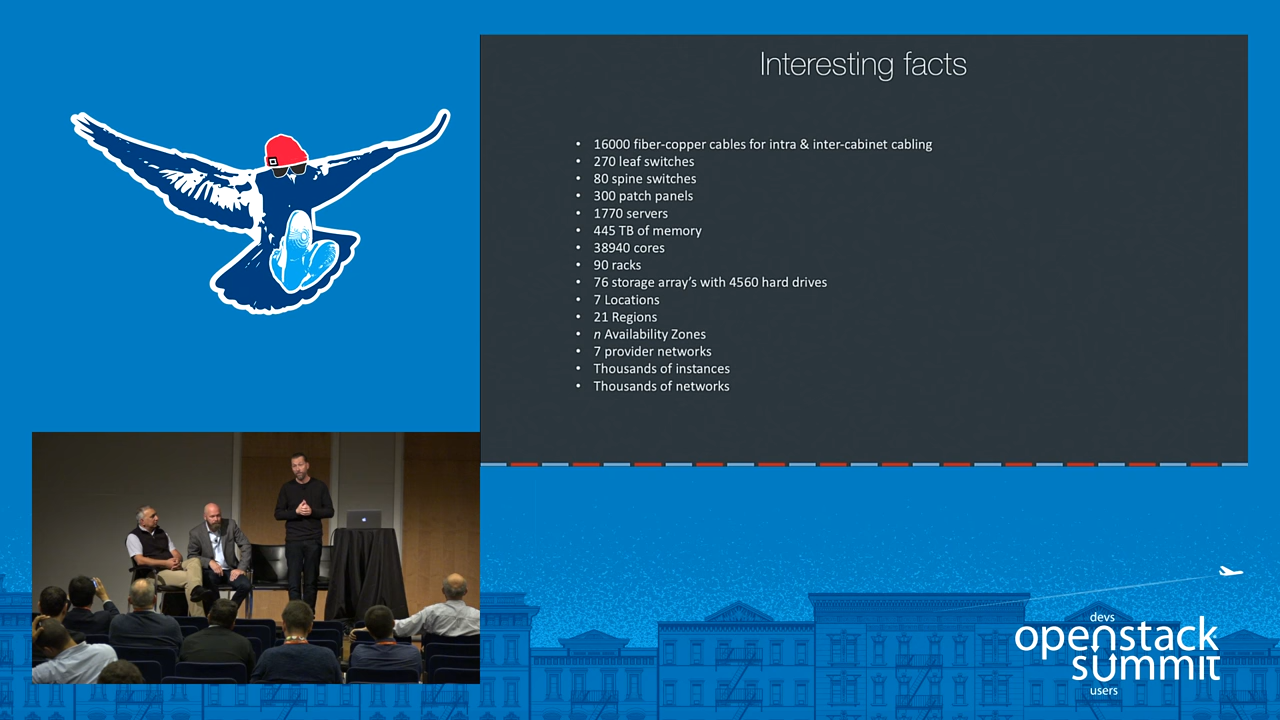 Interesting facts
• 16000 fiber-copper cables for intra & inter-cabinet cabling
• 270 leaf switches
• 80 spine switches
• 300 patch panels
• 1770 servers
• 445 TB of memory
• 38940 cores
• 90 racks
• 76 storage array's with 4560 hard drives
• 7 Locations
• 21 Regions
• n Availability Zones
• 7 provider networks
• Thousands of instances
• Thousands of networks
devs
openstack
summit
users